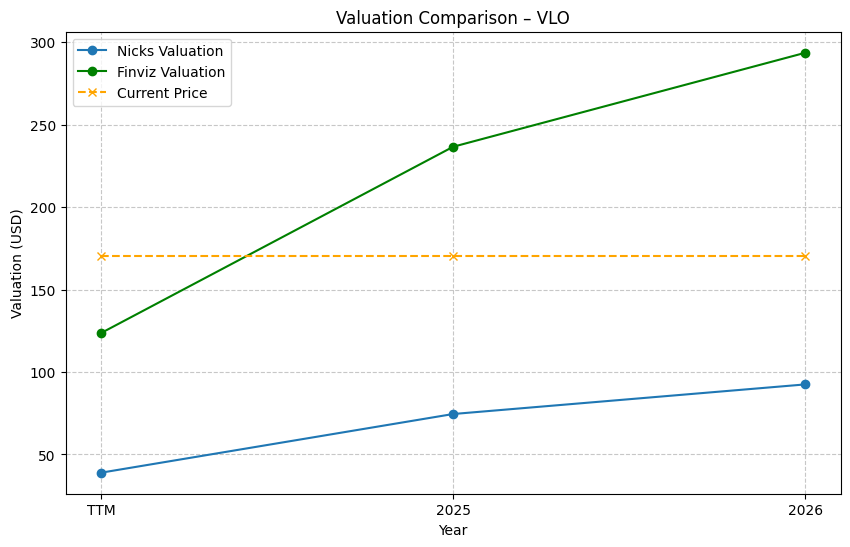 Valuation Comparison – VLO
Nicks Valuation
Finviz Valuation
Current Price
Valuation (USD)
300
250
200
150
100
50
TTM
2025
2026
Year